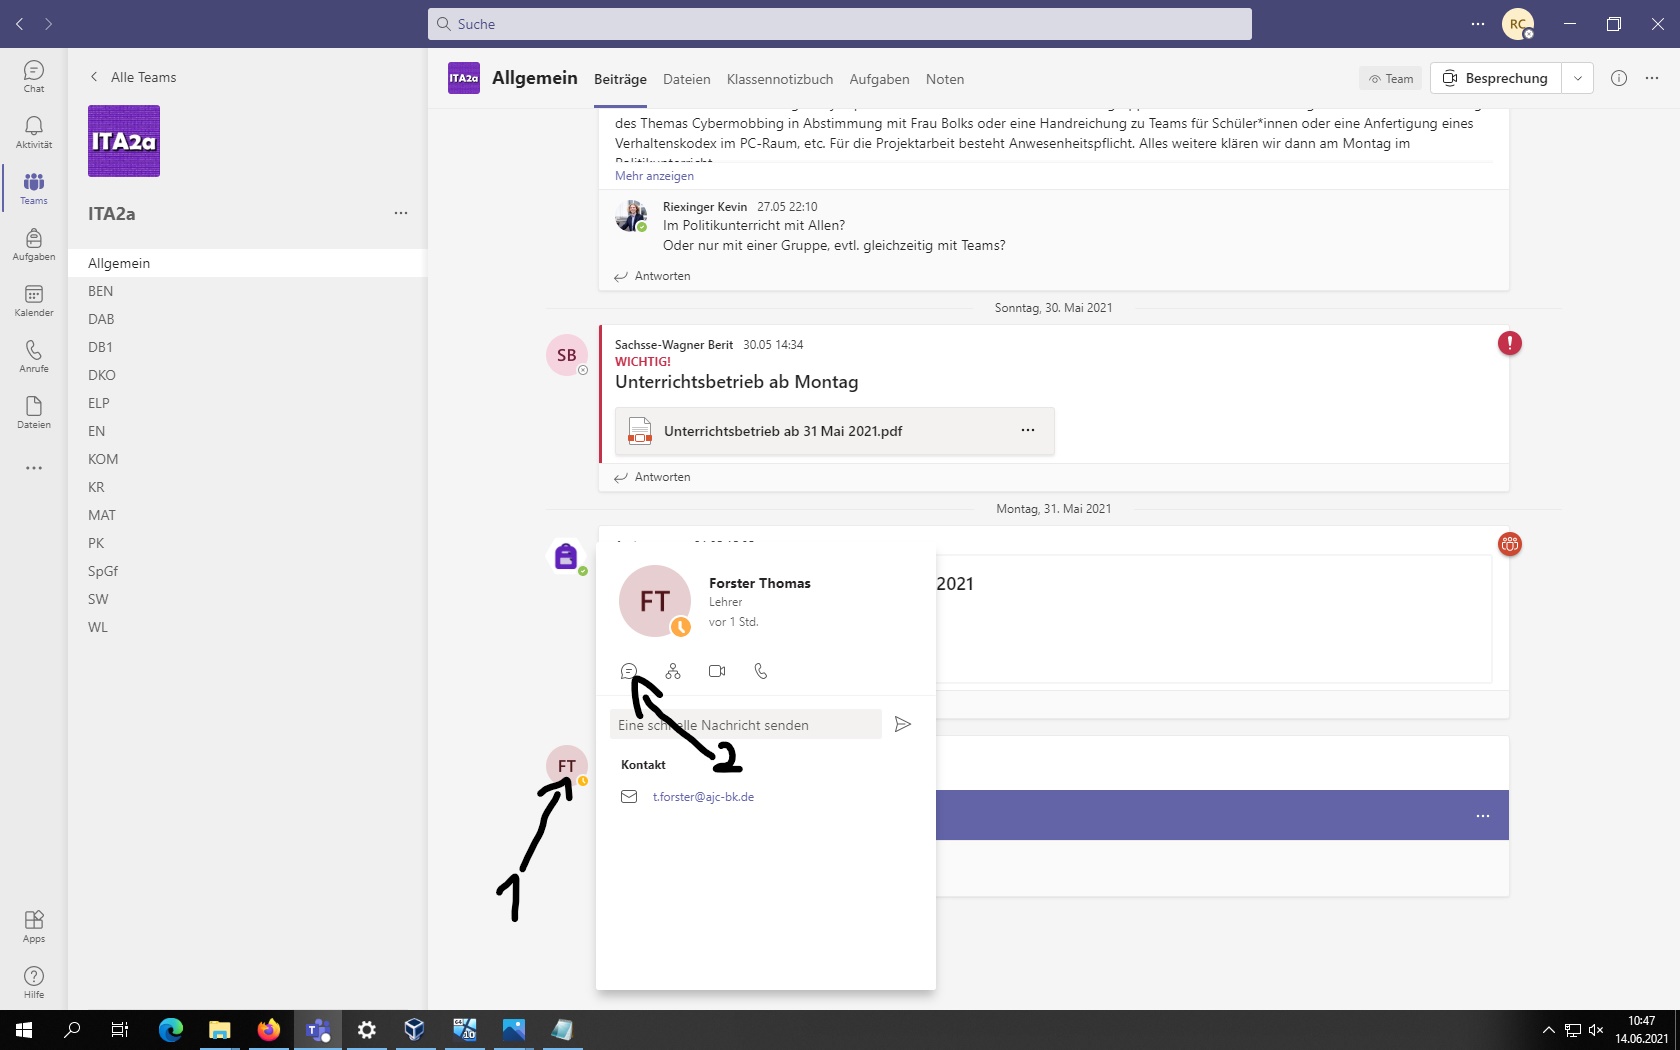 Suche
RC
Chat
Aktivität
Teams
Aufgaben
Kalender
Anrufe
Dateien
Apps
Hilfe
Alle Teams
ITA2a
ITA2a
Allgemein
BEN
DAB
DB1
DKO
ELP
EN
KOM
KR
MAT
PK
SpGf
SW
WL
ITA2a
Allgemein
Beiträge
Dateien
Klassennotizbuch
Aufgaben
Noten
Team
Besprechung
des Themas Cybermobbing in Abstimmung mit Frau Bolks oder eine Handreichung zu Teams für Schüler*innen oder eine Anfertigung eines
Verhaltenskodex im PC-Raum, etc. Für die Projektarbeit besteht Anwesenheitspflicht. Alles weitere klären wir dann am Montag im
Politikunterricht.
Mehr anzeigen
Riexinger Kevin 27.05 22:10
Im Politikunterricht mit Allen?
Oder nur mit einer Gruppe, evtl. gleichzeitig mit Teams?
Antworten
Sonntag, 30. Mai 2021
SB
Sachsse-Wagner Berit 30.05 14:34
WICHTIG!
Unterrichtsbetrieb ab Montag
Unterrichtsbetrieb ab 31 Mai 2021.pdf
Antworten
Montag, 31. Mai 2021
2021
FT
Forster Thomas
Lehrer
vor 1 Std.
Eine schnelle Nachricht senden
2
Kontakt
t.forster@ajc-bk.de
FT
1
10:47
14.06.2021